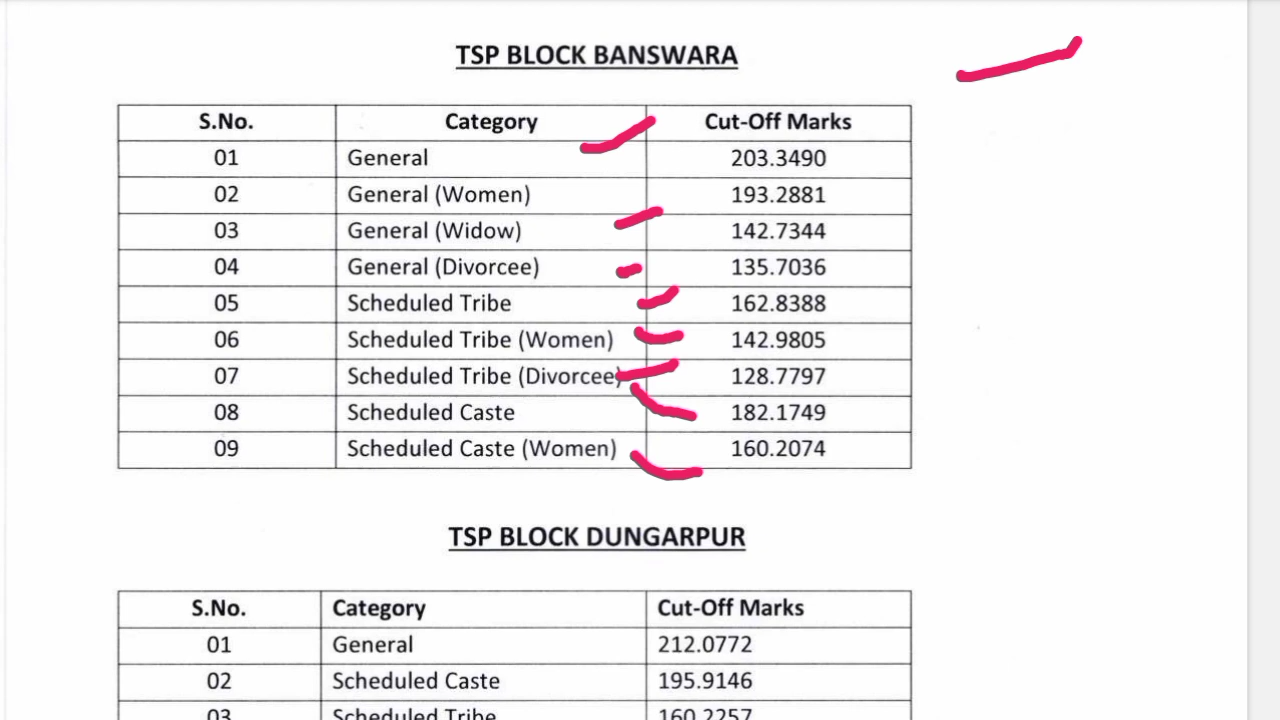 TSP BLOCK BANSWARA
S.No. Category Cut-Off Marks
01 General 203.3490
02 General (Women) 193.2881
03 General (Widow) 142.7344
04 General (Divorcee) 135.7036
05 Scheduled Tribe 162.8388
06 Scheduled Tribe (Women) 142.9805
07 Scheduled Tribe (Divorcee) 128.7797
08 Scheduled Caste 182.1749
09 Scheduled Caste (Women) 160.2074
TSP BLOCK DUNGARPUR
S.No. Category Cut-Off Marks
01 General 212.0772
02 Scheduled Caste 195.9146
03 Scheduled Tribe 160.2257